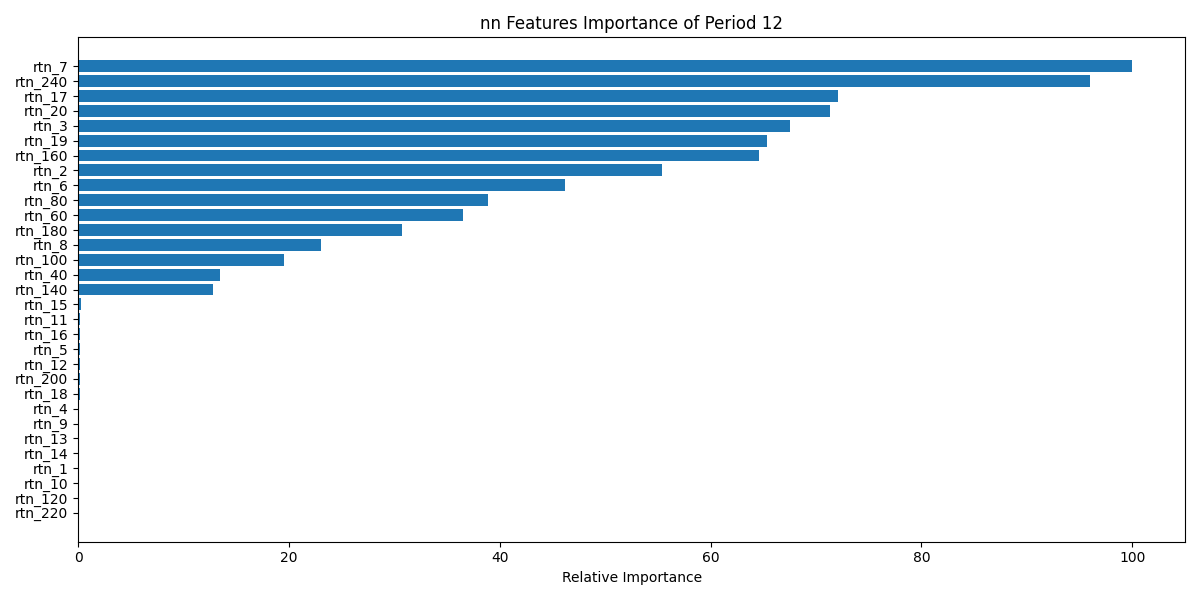 nn Features Importance of Period 12
rtn_7
rtn_240
rtn_17
rtn_20
rtn_3
rtn_19
rtn_160
rtn_2
rtn_6
rtn_80
rtn_60
rtn_180
rtn_8
rtn_100
rtn_40
rtn_140
rtn_15
rtn_11
rtn_16
rtn_5
rtn_12
rtn_200
rtn_18
rtn_4
rtn_9
rtn_13
rtn_14
rtn_1
rtn_10
rtn_120
rtn_220
0 20 40 60 80 100
Relative Importance